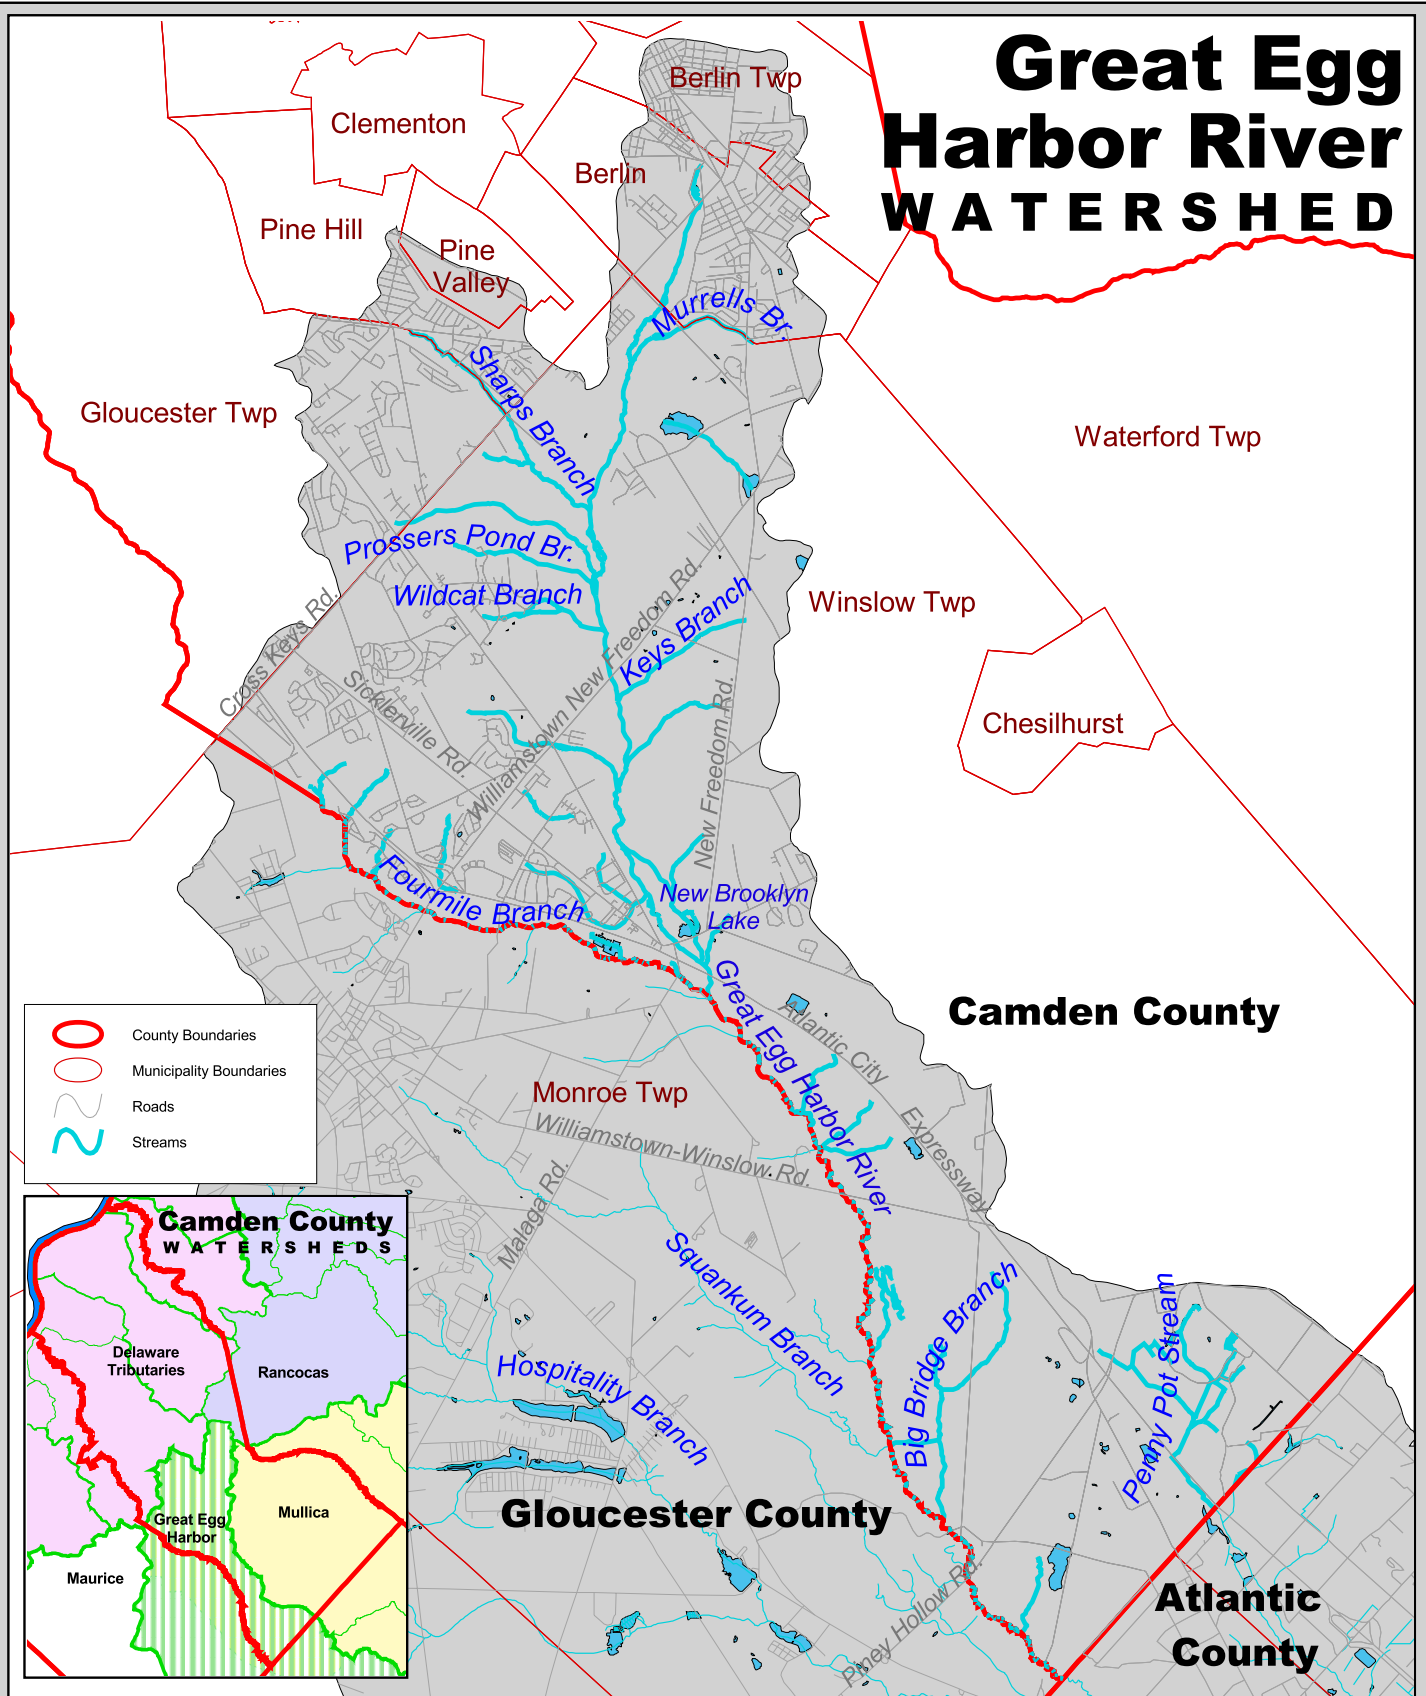 Great Egg
Harbor River
WATERSHED
Berlin Twp
Clementon
Berlin
Pine Hill
Pine
Valley
Murrells Br.
Sharps Branch
Gloucester Twp
Waterford Twp
Prossers Pond Br.
Wildcat Branch
Keys Branch
Winslow Twp
Cross Keys Rd.
Sicklerville Rd.
Williamstown New Freedom Rd.
New Freedom Rd.
Chesilhurst
Fourmile Branch
New Brooklyn
Lake
Great Egg Harbor River
Camden County
Atlantic City
Expressway
Monroe Twp
Williamstown-Winslow Rd.
Malaga Rd.
County Boundaries
Municipality Boundaries
Roads
Streams
Squankum Branch
Big Bridge Branch
Penny Pot Stream
Hospitality Branch
Gloucester County
Piney Hollow Rd.
Atlantic
County
Camden County
WATERSHEDS
Delaware
Tributaries
Rancocas
Great Egg
Harbor
Mullica
Maurice